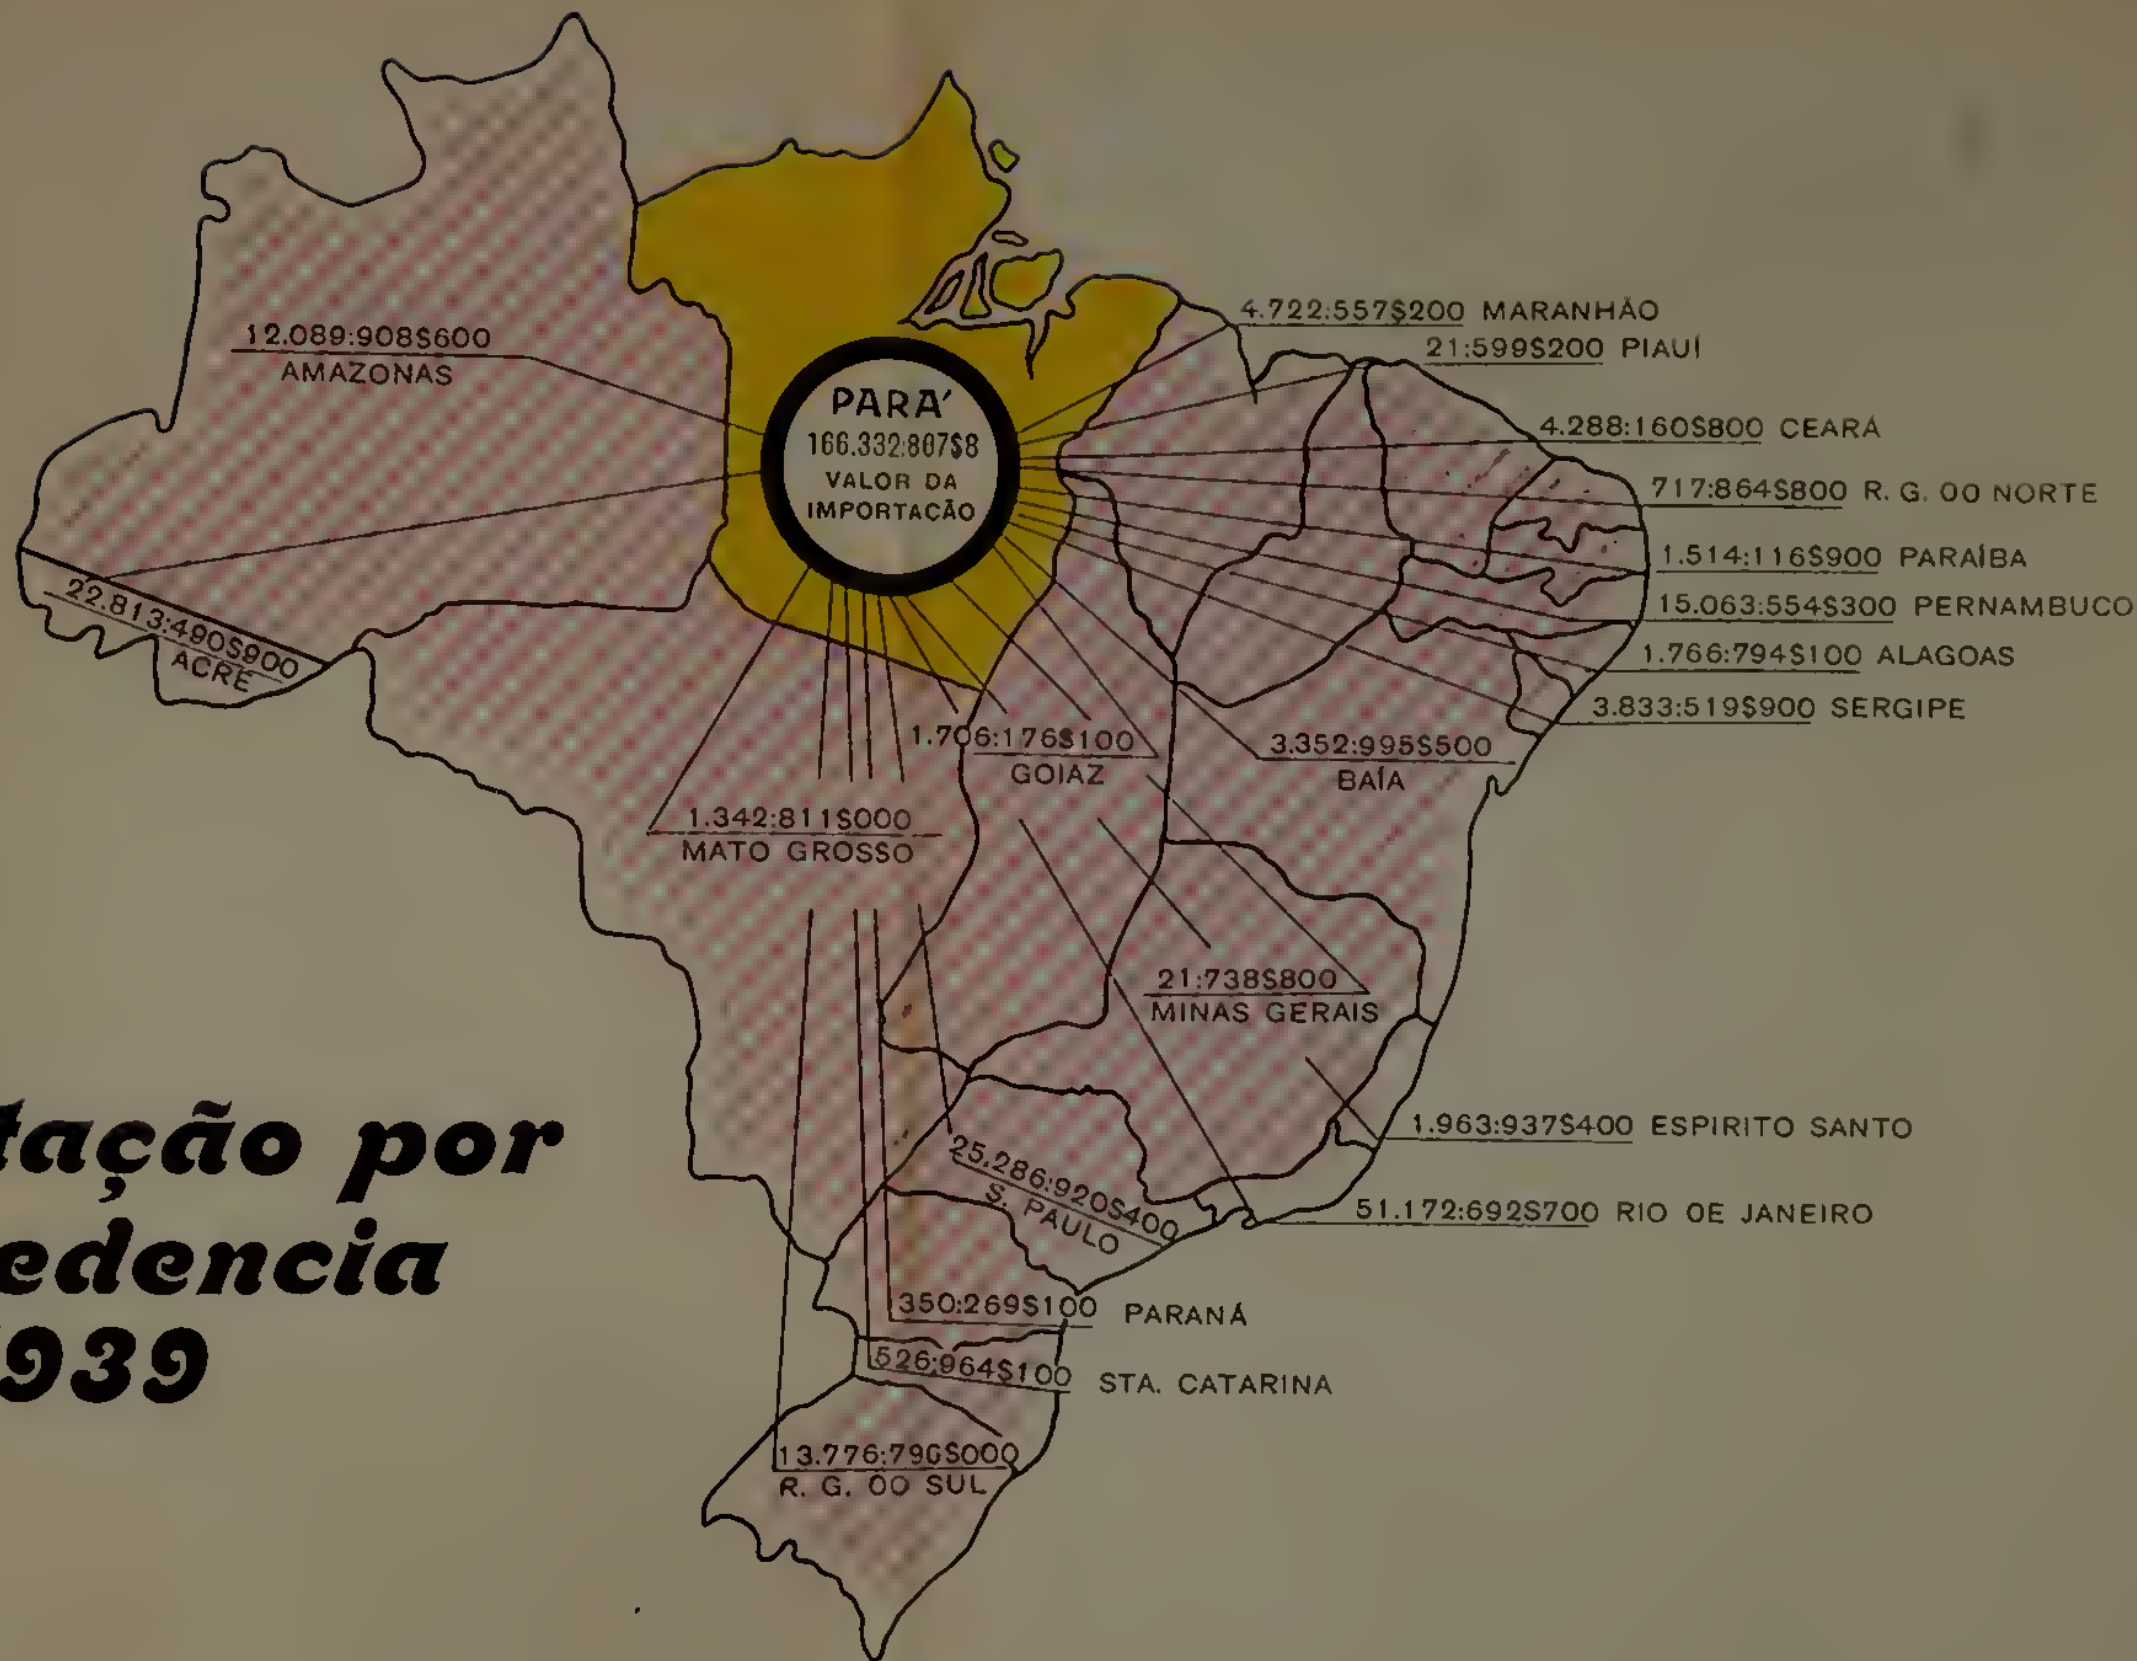 12.089:908$600
AMAZONAS
22.813:490$900
ACRE
PARA'
166.332:867$8
VALOR DA
IMPORTACÃO
4.722:557$200 MARANHÃO
21:599$200 PIAUÍ
4.288:160$800 CEARÁ
717:864$800 R. G. DO NORTE
1.514:116$900 PARAÍBA
15.063:554$300 PERNAMBUCO
1.766:794$100 ALAGOAS
3.833:519$900 SERGIPE
1.706:176$100
GOIAZ
3.352:995$500
BAÍA
1.342:811$000
MATO GROSSO
21:738$800
MINAS GERAIS
1.963:937$400 ESPIRITO SANTO
25.286:920$400
S. PAULO
51.172:692$700 RIO DE JANEIRO
350:269$100 PARANÁ
526:964$100 STA. CATARINA
13.776:796$000
R. G. DO SUL
tação por
edencia
939